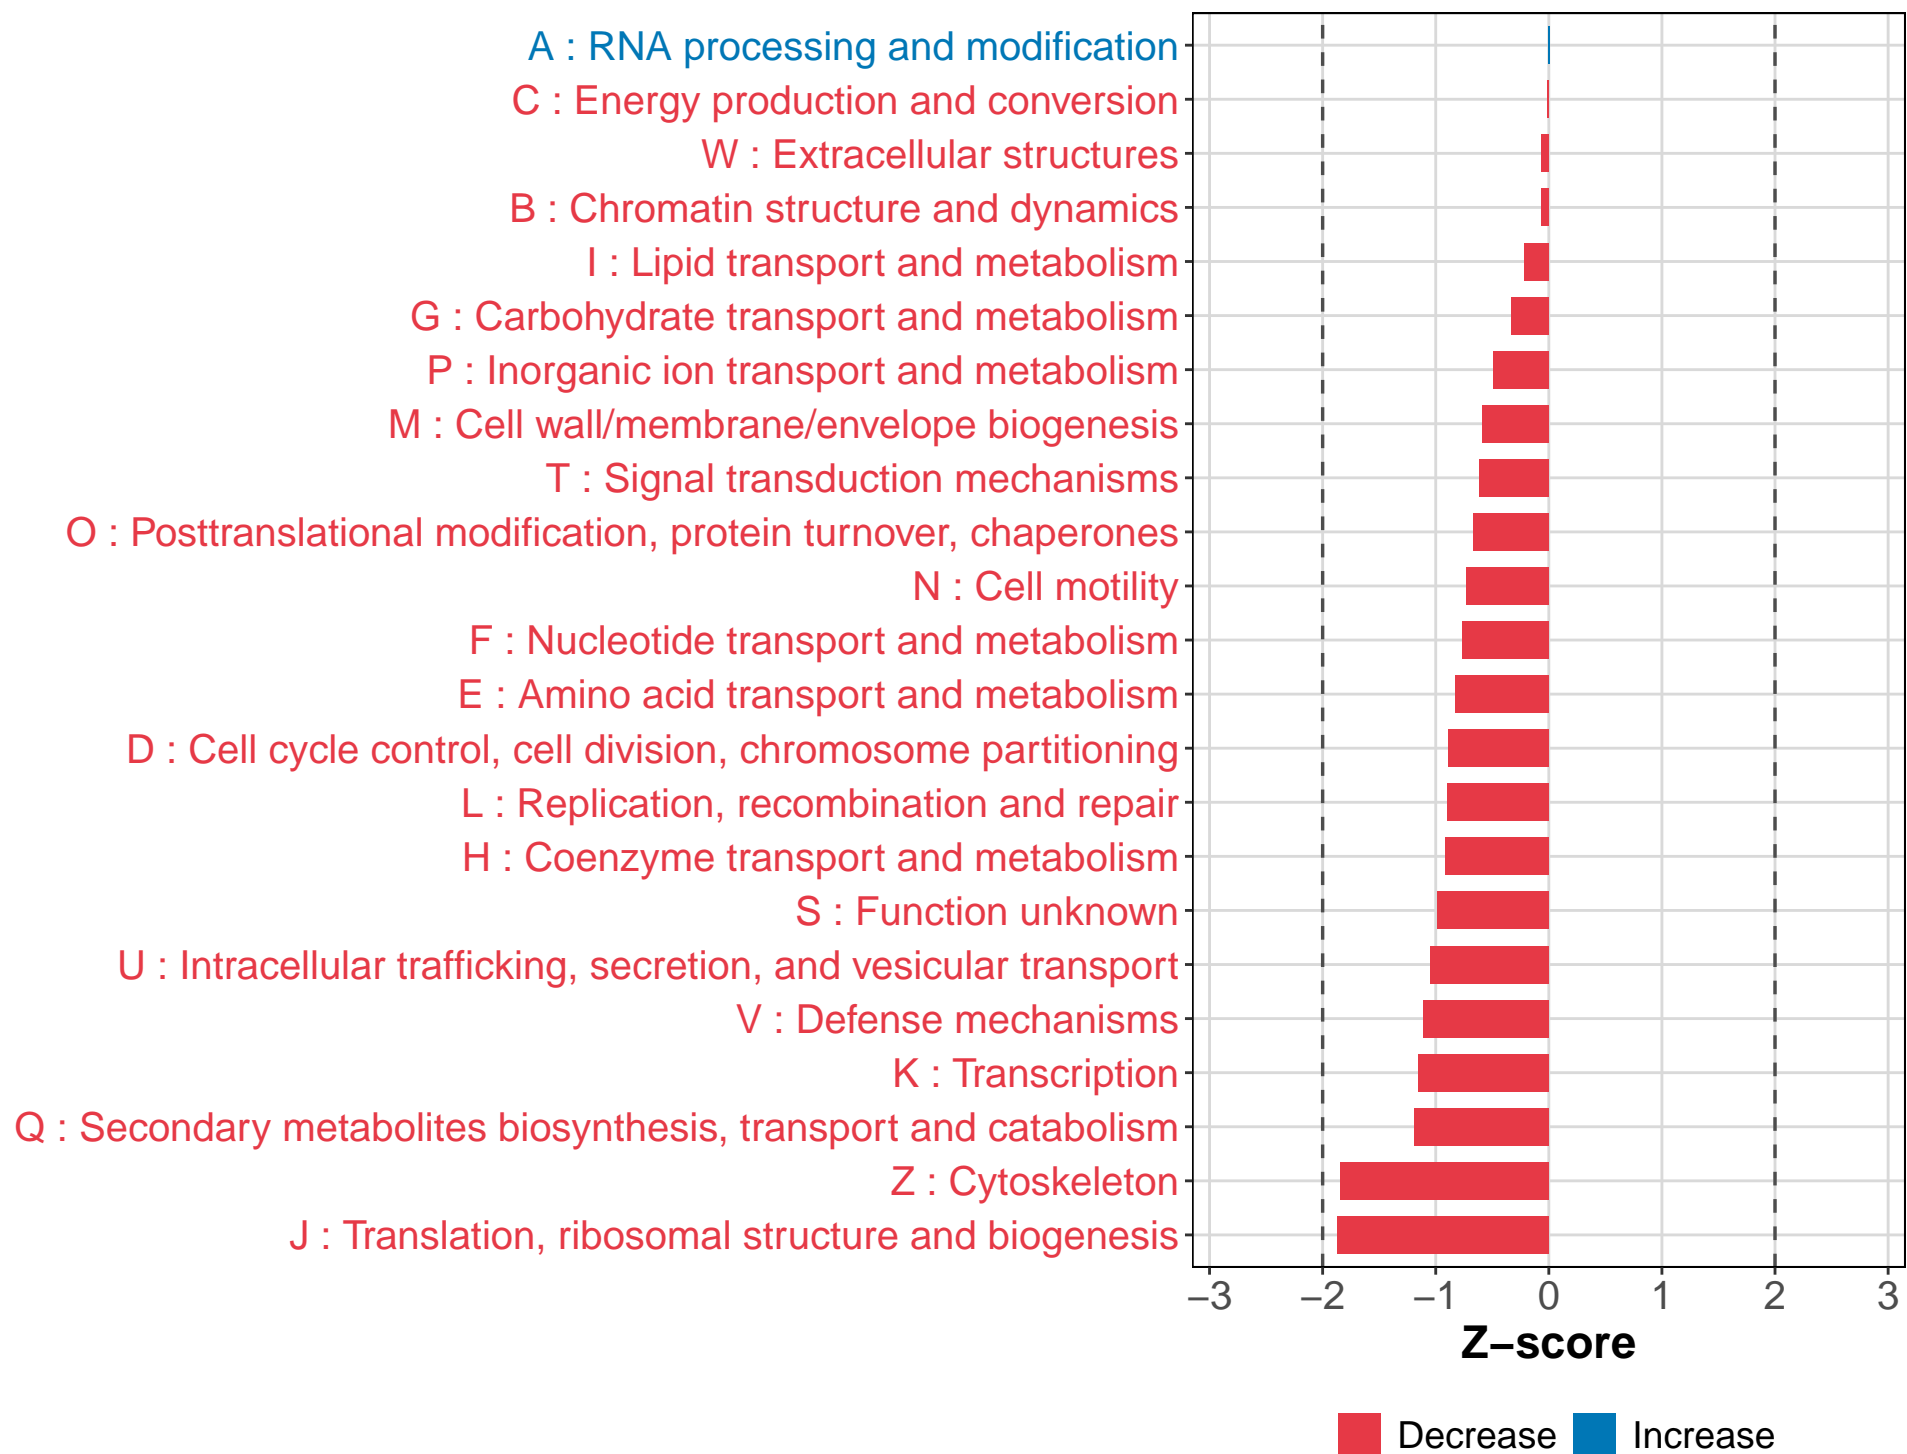 A : RNA processing and modification
C : Energy production and conversion
W : Extracellular structures
B : Chromatin structure and dynamics
I : Lipid transport and metabolism
G : Carbohydrate transport and metabolism
P : Inorganic ion transport and metabolism
M : Cell wall/membrane/envelope biogenesis
T : Signal transduction mechanisms
O : Posttranslational modification, protein turnover, chaperones
N : Cell motility
F : Nucleotide transport and metabolism
E : Amino acid transport and metabolism
D : Cell cycle control, cell division, chromosome partitioning
L : Replication, recombination and repair
H : Coenzyme transport and metabolism
S : Function unknown
U : Intracellular trafficking, secretion, and vesicular transport
V : Defense mechanisms
K : Transcription
Q : Secondary metabolites biosynthesis, transport and catabolism
Z : Cytoskeleton
J : Translation, ribosomal structure and biogenesis
−3 −2 −1 0 1 2 3
Z−score
Decrease Increase